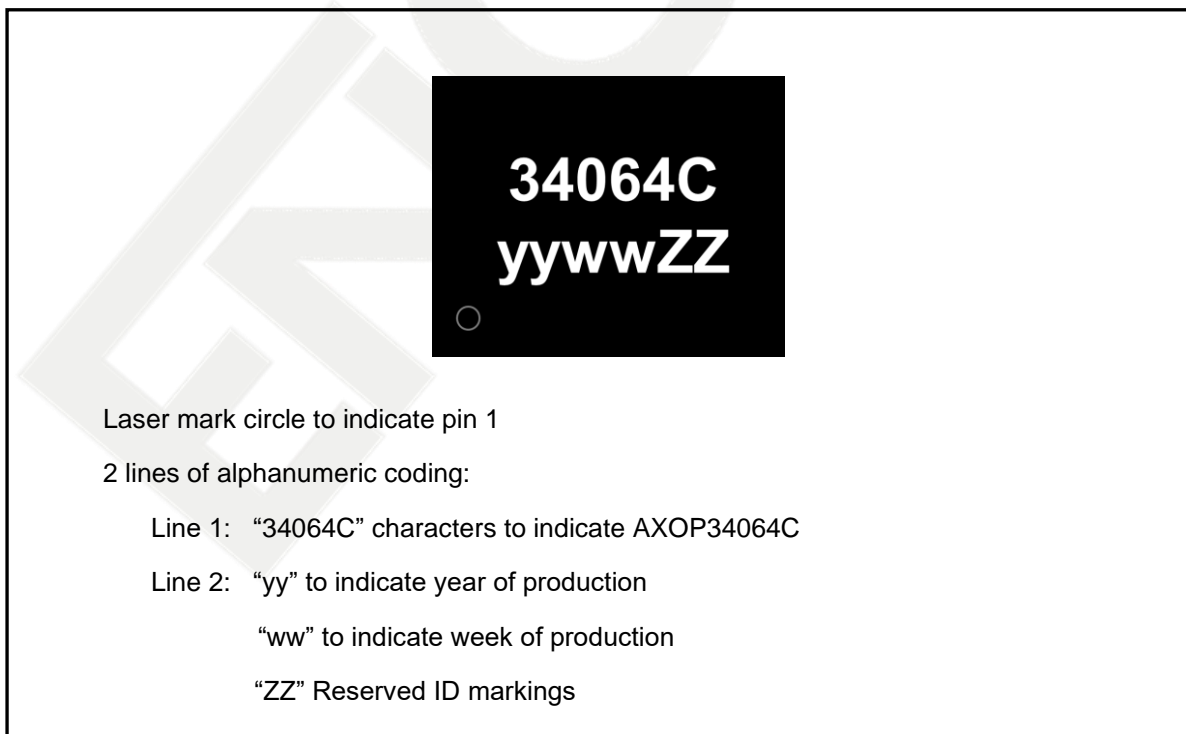 34064C
yywwZZ
Laser mark circle to indicate pin 1
2 lines of alphanumeric coding:
Line 1: “34064C” characters to indicate AXOP34064C
Line 2: “yy” to indicate year of production
“ww” to indicate week of production
“ZZ” Reserved ID markings